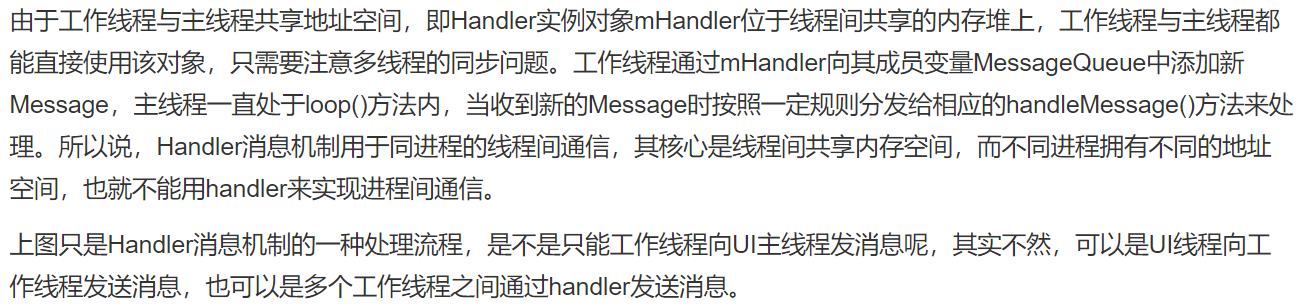 由于工作线程与主线程共享地址空间，即Handler实例对象mHandler位于线程间共享的内存堆上，工作线程与主线程都
能直接使用该对象，只需要注意多线程的同步问题。工作线程通过mHandler向其成员变量MessageQueue中添加新
Message，主线程一直处于loop()方法内，当收到新的Message时按照一定规则分发给相应的handleMessage()方法来处
理。所以说，Handler消息机制用于同进程的线程间通信，其核心是线程间共享内存空间，而不同进程拥有不同的地址
空间，也就不能用handler来实现进程间通信。
上图只是Handler消息机制的一种处理流程，是不是只能工作线程向UI主线程发消息呢，其实不然，可以是UI线程向工
作线程发送消息，也可以是多个工作线程之间通过handler发送消息。